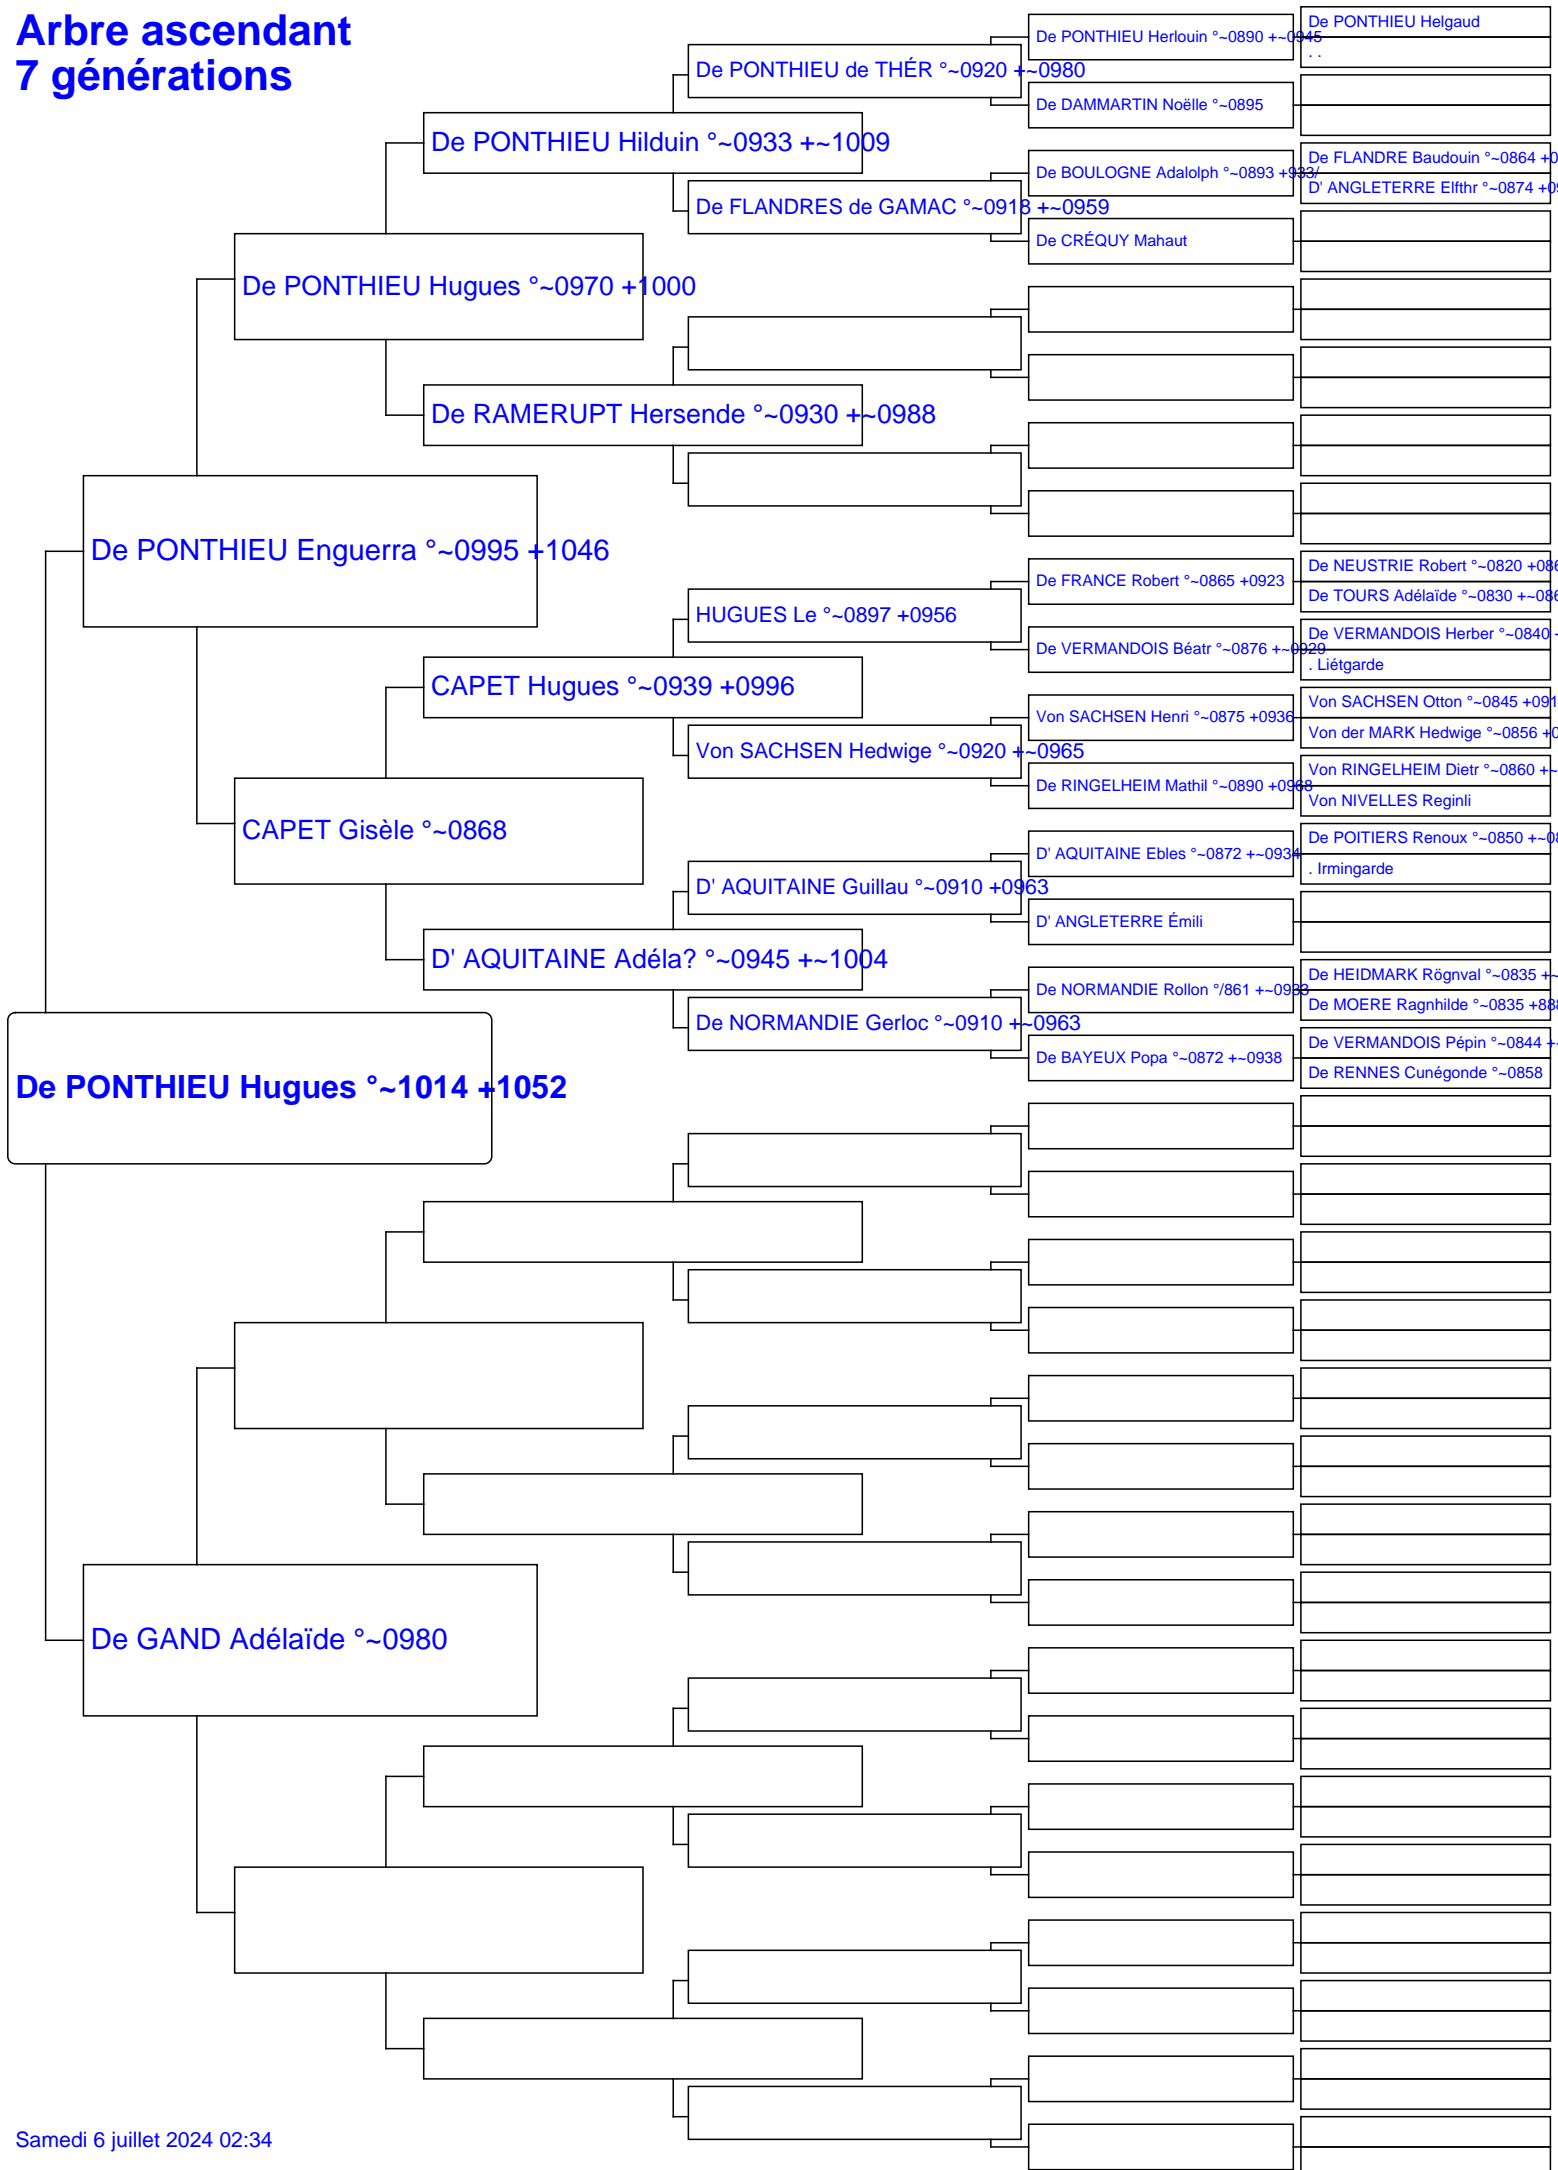 Arbre ascendant
7 générations
De PONTHIEU Helgaud
De PONTHIEU Herlouin °~0890 +~0945
. .
De PONTHIEU de THÉR °~0920 +~0980
De DAMMARTIN Noëlle °~0895
De PONTHIEU Hilduin °~0933 +~1009
De FLANDRE Baudouin °~0864 +0
De BOULOGNE Adalolph °~0893 +933/
D' ANGLETERRE Elfthr °~0874 +09
De FLANDRES de GAMAC °~0918 +~0959
De CRÉQUY Mahaut
De PONTHIEU Hugues °~0970 +1000
De RAMERUPT Hersende °~0930 +~0988
De PONTHIEU Enguerra °~0995 +1046
De NEUSTRIE Robert °~0820 +086
De FRANCE Robert °~0865 +0923
De TOURS Adélaïde °~0830 +~086
HUGUES Le °~0897 +0956
De VERMANDOIS Herber °~0840 +
De VERMANDOIS Béatr °~0876 +~0929
. Liétgarde
CAPET Hugues °~0939 +0996
Von SACHSEN Otton °~0845 +091
Von SACHSEN Henri °~0875 +0936
Von der MARK Hedwige °~0856 +0
Von SACHSEN Hedwige °~0920 +~0965
Von RINGELHEIM Dietr °~0860 +~
De RINGELHEIM Mathil °~0890 +0968
Von NIVELLES Reginli
CAPET Gisèle °~0868
De POITIERS Renoux °~0850 +~08
D' AQUITAINE Ebles °~0872 +~0934
. Irmingarde
D' AQUITAINE Guillau °~0910 +0963
D' ANGLETERRE Émili
D' AQUITAINE Adéla? °~0945 +~1004
De HEIDMARK Rögnval °~0835 +~
De NORMANDIE Rollon °/861 +~0933
De MOERE Ragnhilde °~0835 +888
De NORMANDIE Gerloc °~0910 +~0963
De VERMANDOIS Pépin °~0844 +~
De BAYEUX Popa °~0872 +~0938
De RENNES Cunégonde °~0858
De PONTHIEU Hugues °~1014 +1052
De GAND Adélaïde °~0980
Samedi 6 juillet 2024 02:34